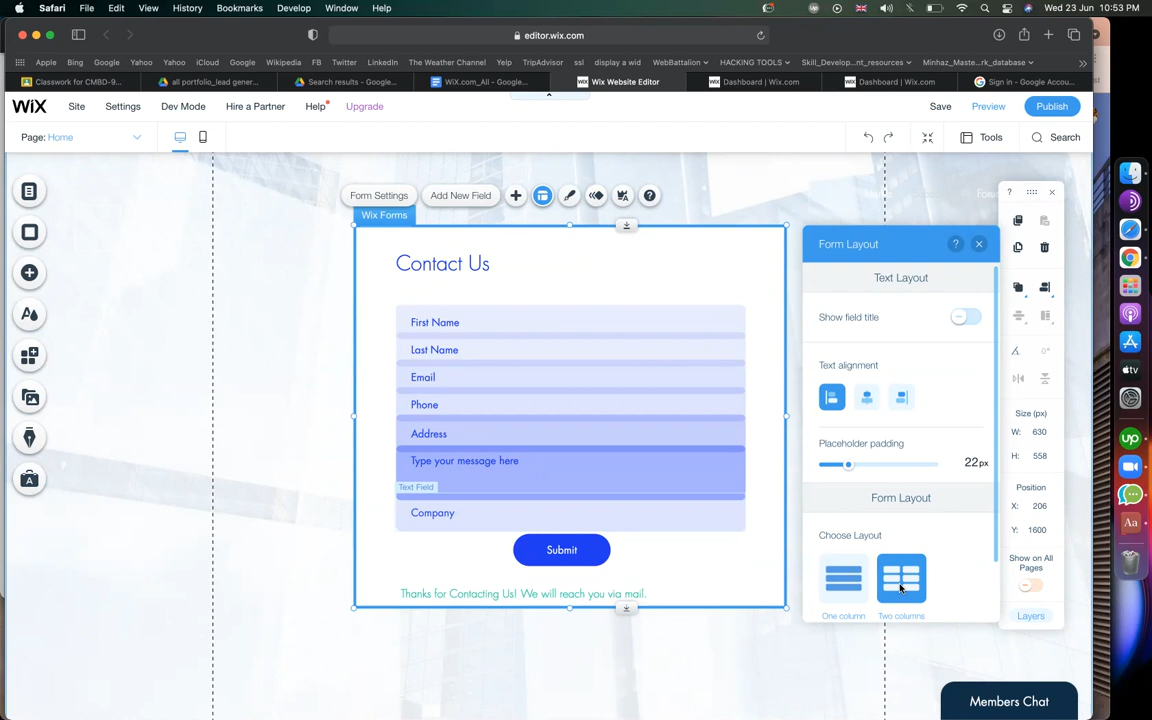 Safari File Edit View History Bookmarks Develop Window Help Wed 23 Jun 10:53 PM
editor.wix.com
Apple Bing Google Yahoo Yahoo iCloud Google Wikipedia FB Twitter LinkedIn The Weather Channel Yelp TripAdvisor ssl display a wid WebBattalion HACKING TOOLS Skill_Develop...nt_resources Minhaz_Maste...rk_database
Classwork for CMBD-9... all portfolio_lead gener... Search results - Google... WiX.com_All - Google... Wix Website Editor Dashboard | Wix.com Dashboard | Wix.com Sign in - Google Accou...
WiX Site Settings Dev Mode Hire a Partner Help Upgrade Save Preview Publish
Page: Home Tools Search
Form Settings Add New Field
Wix Forms
Contact Us
First Name
Last Name
Email
Phone
Address
Type your message here
Text Field
Company
Submit
Thanks for Contacting Us! We will reach you via mail.
Form Layout
Text Layout
Show field title
Text alignment
Placeholder padding
22px
Form Layout
Choose Layout
One column Two columns
0°
Size (px)
W: 630
H: 558
Position
X: 206
Y: 1600
Show on All
Pages
Layers
Members Chat